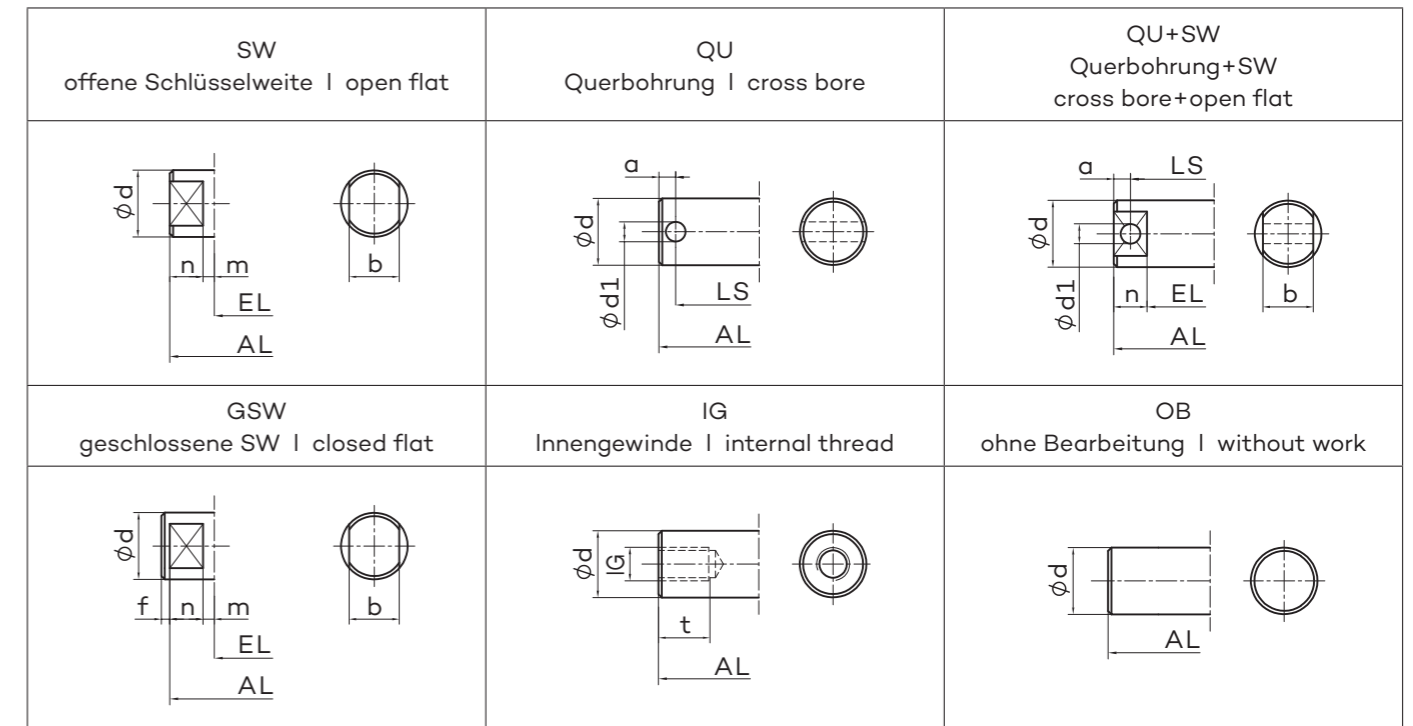 SW
offene Schlüsselweite | open flat
QU
Querbohrung | cross bore
QU+SW
Querbohrung+SW
cross bore+open flat
ϕd
n m
b
EL
AL
a
ϕd
ϕd1
LS
AL
a LS
ϕd
ϕd1
n EL
b
AL
GSW
geschlossene SW | closed flat
IG
Innengewinde | internal thread
OB
ohne Bearbeitung | without work
ϕd
f n m
b
EL
AL
ϕd
IG
t
AL
ϕd
AL